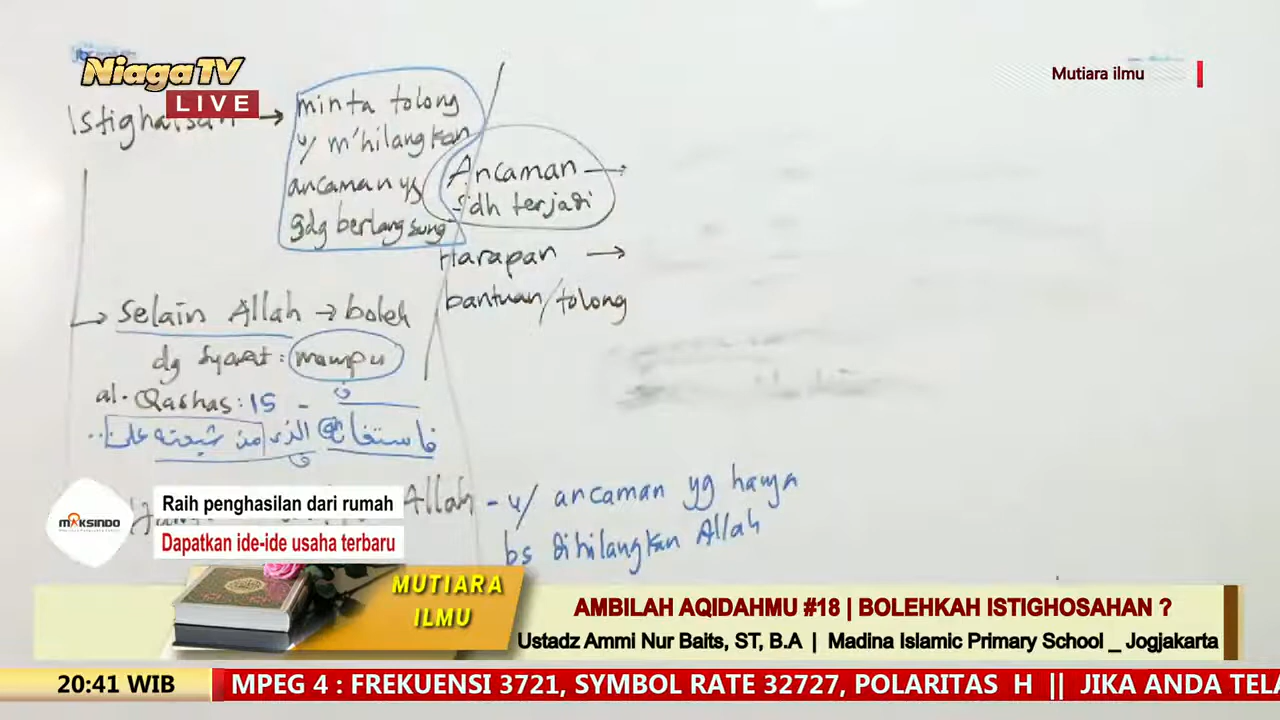 NiagaTV
LIVE
Mutiara ilmu
Istighatsah →
minta tolong
u/ m'hilangkan
ancaman yg
sdg berlangsung
Ancaman →
sdh terjadi
Harapan →
bantuan/tolong
→ Selain Allah → boleh
dg syarat: mampu
al-Qashas: 15 -
فاستغاثه الذى من شيعته على ..
Allah - u/ ancaman yg hanya
bs dihilangkan Allah
MAKSINDO
Raih penghasilan dari rumah
Dapatkan ide-ide usaha terbaru
MUTIARA
ILMU
AMBILAH AQIDAHMU #18 | BOLEHKAH ISTIGHOSAHAN ?
Ustadz Ammi Nur Baits, ST, B.A | Madina Islamic Primary School _ Jogjakarta
20:41 WIB
MPEG 4 : FREKUENSI 3721, SYMBOL RATE 32727, POLARITAS H || JIKA ANDA TELA